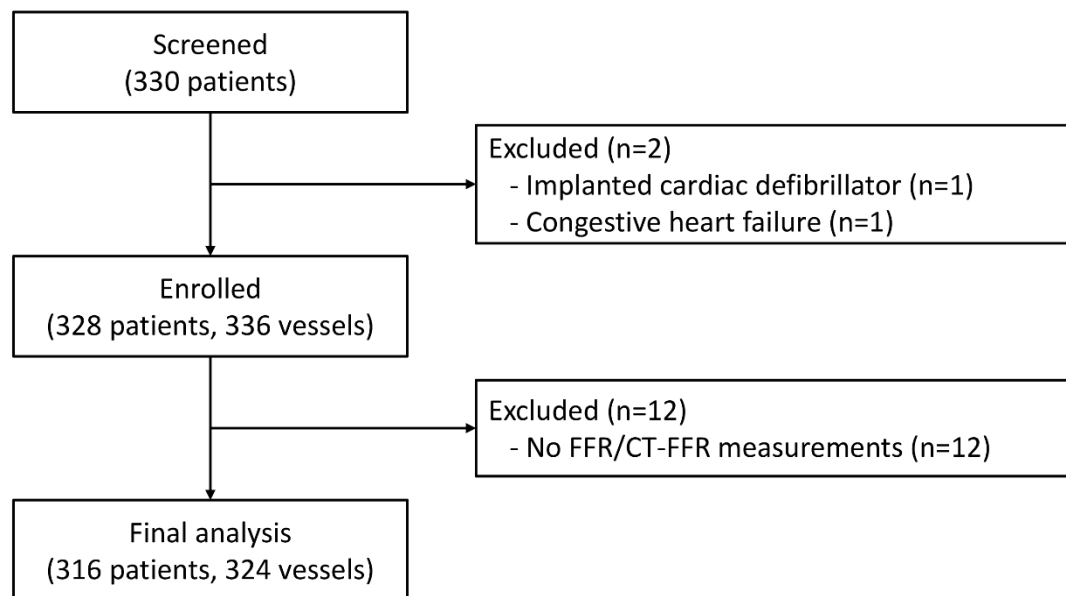 Screened
(330 patients)
Excluded (n=2)
- Implanted cardiac defibrillator (n=1)
- Congestive heart failure (n=1)
Enrolled
(328 patients, 336 vessels)
Excluded (n=12)
- No FFR/CT-FFR measurements (n=12)
Final analysis
(316 patients, 324 vessels)